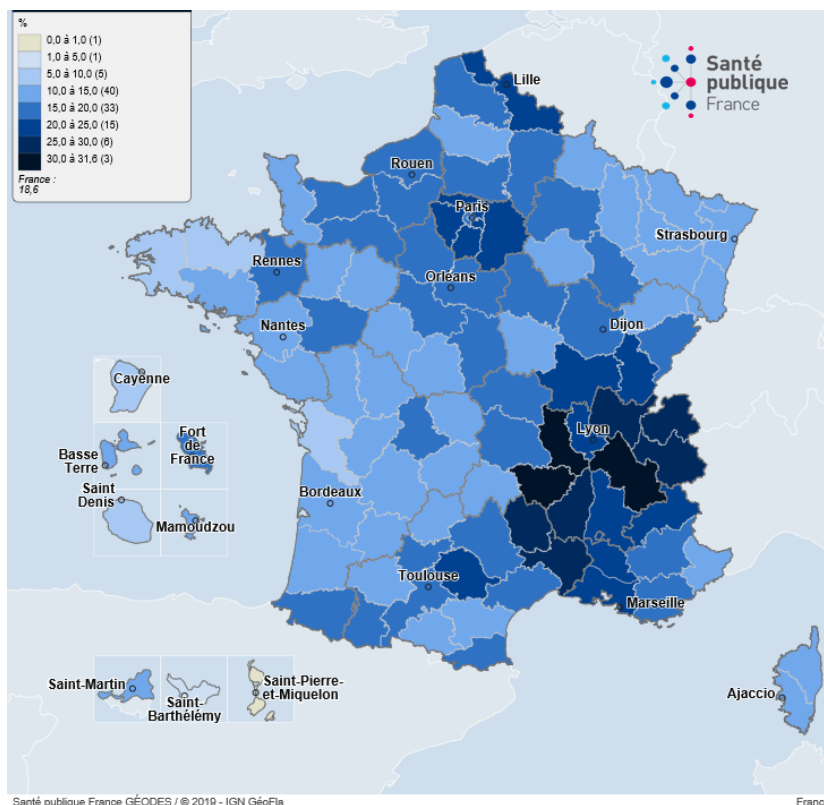 %
0,0 à 1,0 (1)
1,0 à 5,0 (1)
5,0 à 10,0 (5)
10,0 à 15,0 (40)
15,0 à 20,0 (33)
20,0 à 25,0 (15)
25,0 à 30,0 (6)
30,0 à 31,6 (3)
France :
18,6
Santé
publique
France
Lille
Rouen
Paris
Strasbourg
Rennes
Orléans
Nantes
Dijon
Cayenne
Lyon
Basse
Terre
Fort
de
France
Saint
Denis
Bordeaux
Mamoudzou
Toulouse
Marseille
Saint-Martin
Saint-
Barthélémy
Saint-Pierre-
et-Miquelon
Ajaccio
Santé publique France GÉODES / © 2019 - IGN GéoFla
Franc